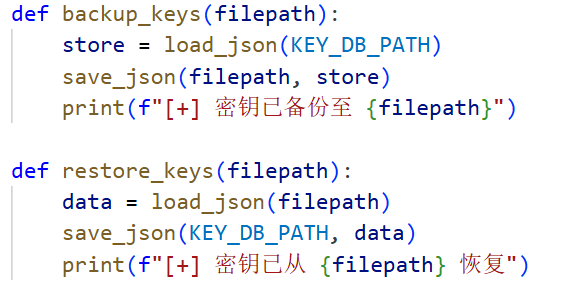 def backup_keys(filepath):
    store = load_json(KEY_DB_PATH)
    save_json(filepath, store)
    print(f"[+] 密钥已备份至 {filepath}")
def restore_keys(filepath):
    data = load_json(filepath)
    save_json(KEY_DB_PATH, data)
    print(f"[+] 密钥已从 {filepath} 恢复")